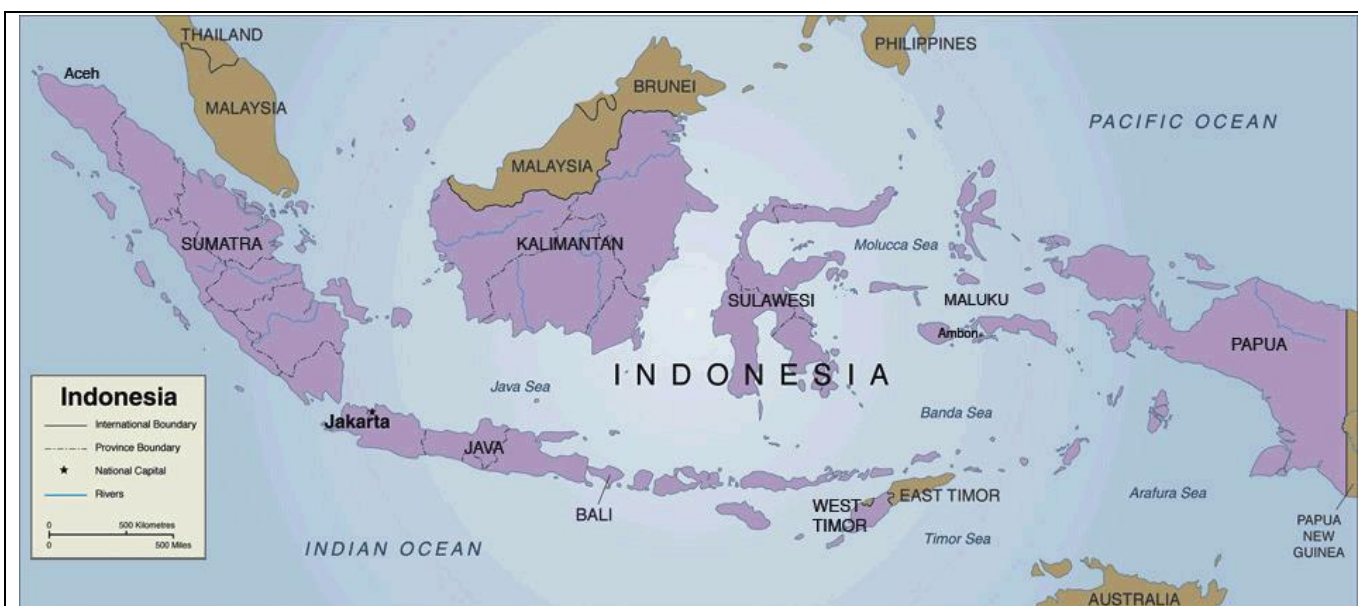 THAILAND
PHILIPPINES
Aceh
BRUNEI
MALAYSIA
PACIFIC OCEAN
MALAYSIA
SUMATRA
KALIMANTAN
Molucca Sea
SULAWESI
MALUKU
Ambon
PAPUA
INDONESIA
Java Sea
Indonesia
International Boundary
Province Boundary
National Capital
Rivers
0 500 Kilometres
0 500 Miles
Jakarta
Banda Sea
JAVA
BALI
WEST
TIMOR
EAST TIMOR
Arafura Sea
Timor Sea
INDIAN OCEAN
PAPUA
NEW
GUINEA
AUSTRALIA